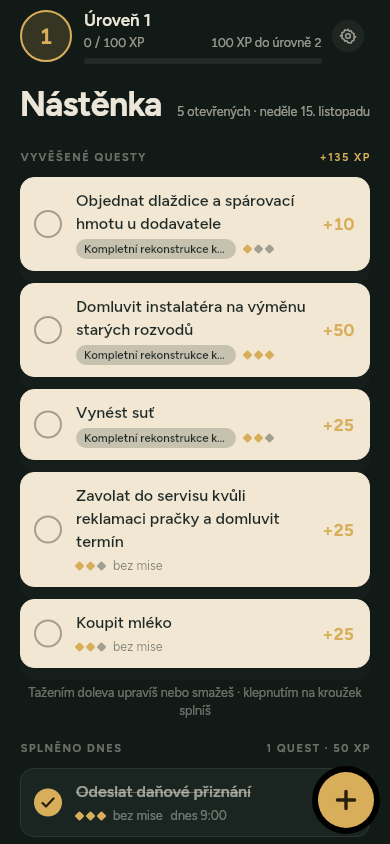 1
Úroveň 1
0 / 100 XP
100 XP do úrovně 2
Nástěnka
5 otevřených · neděle 15. listopadu
VYVĚŠENÉ QUESTY
+135 XP
Objednat dlaždice a spárovací
hmotu u dodavatele
+10
Kompletní rekonstrukce k…
Domluvit instalatéra na výměnu
starých rozvodů
+50
Kompletní rekonstrukce k…
Vynést suť
+25
Kompletní rekonstrukce k…
Zavolat do servisu kvůli
reklamaci pračky a domluvit
termín
+25
bez mise
Koupit mléko
+25
bez mise
Tažením doleva upravíš nebo smažeš · klepnutím na kroužek
splníš
SPLNĚNO DNES
1 QUEST · 50 XP
Odeslat daňové přiznání
bez mise dnes 9:00